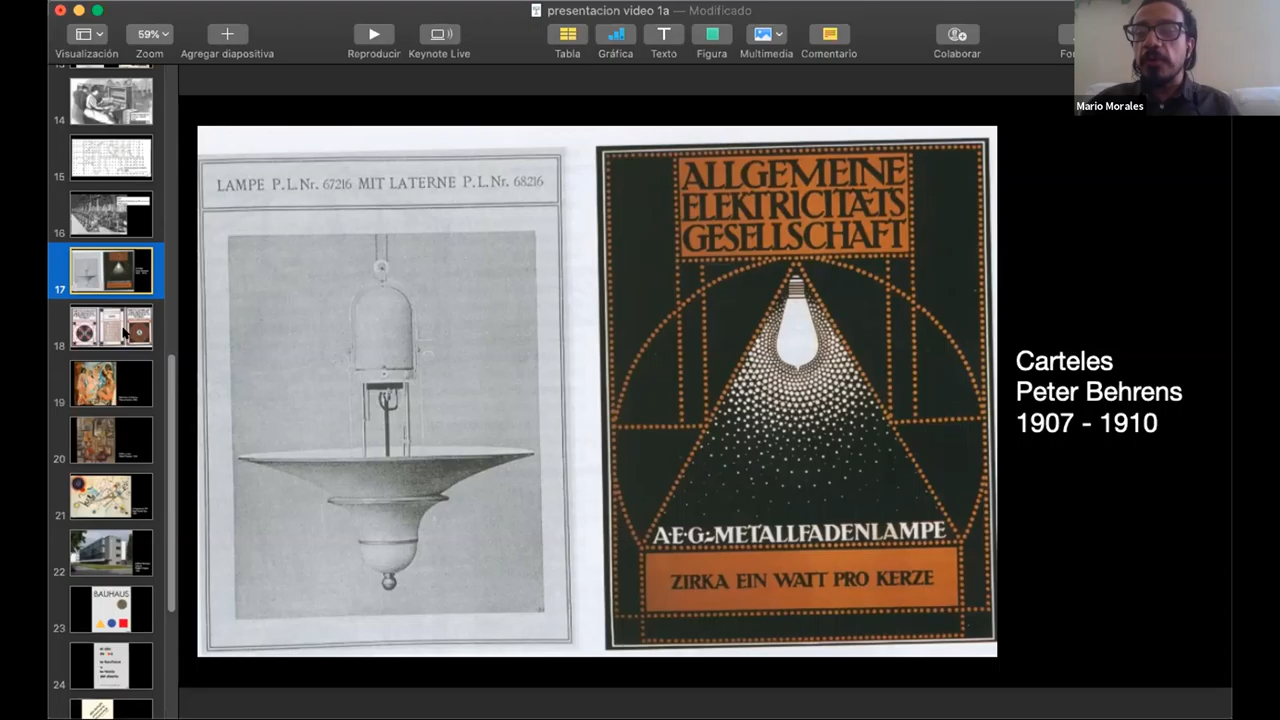 presentacion video 1a — Modificado
59%
Visualización
Zoom
Agregar diapositiva
Reproducir
Keynote Live
Tabla
Gráfica
Texto
Figura
Multimedia
Comentario
Colaborar
Mario Morales
14
15
16
17
18
19
20
21
22
23
24
BAUHAUS
LAMPE P.L.Nr. 67216 MIT LATERNE P.L.Nr. 68216
ALLGEMEINE
ELEKTRICITÆTS
GESELLSCHAFT
A·E·G-METALLFADENLAMPE
ZIRKA EIN WATT PRO KERZE
Carteles
Peter Behrens
1907 - 1910